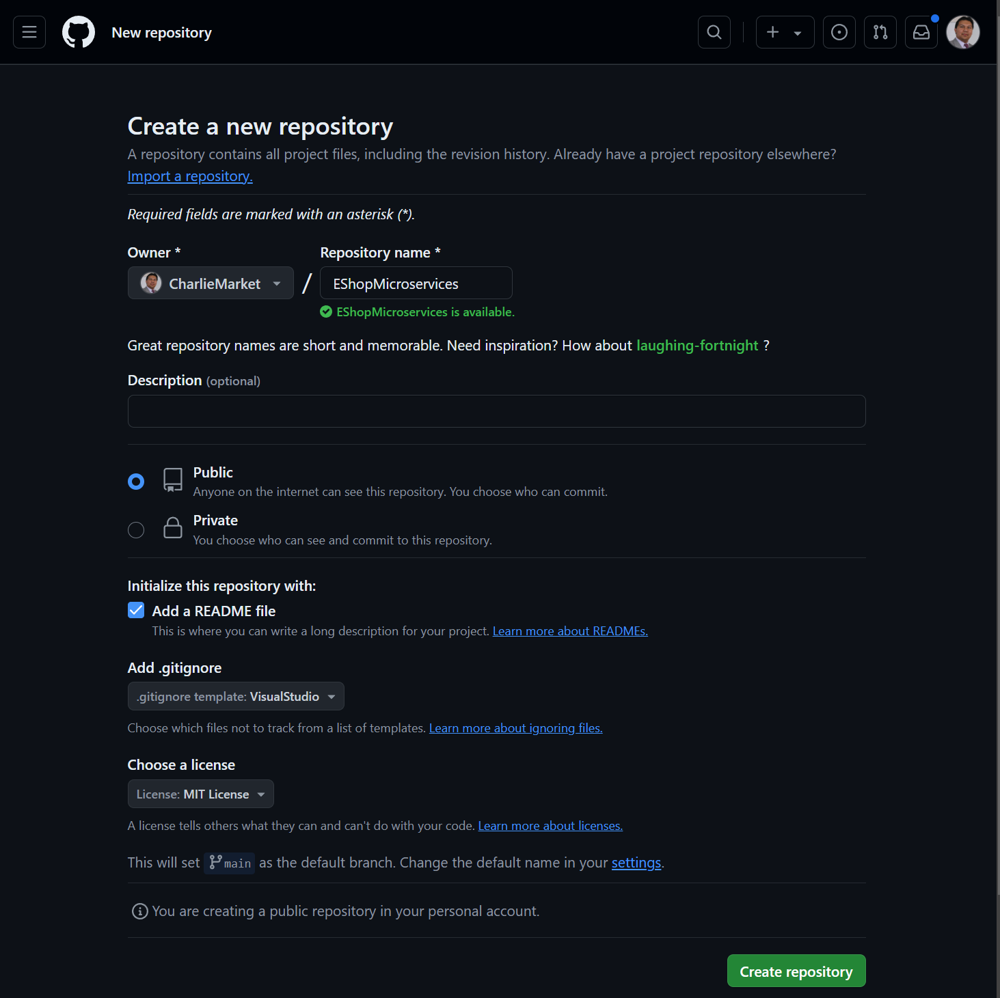 New repository
Create a new repository
A repository contains all project files, including the revision history. Already have a project repository elsewhere?
Import a repository.
Required fields are marked with an asterisk (*).
Owner *
Repository name *
CharlieMarket
/
EShopMicroservices
EShopMicroservices is available.
Great repository names are short and memorable. Need inspiration? How about laughing-fortnight ?
Description (optional)
Public
Anyone on the internet can see this repository. You choose who can commit.
Private
You choose who can see and commit to this repository.
Initialize this repository with:
Add a README file
This is where you can write a long description for your project. Learn more about READMEs.
Add .gitignore
.gitignore template: VisualStudio
Choose which files not to track from a list of templates. Learn more about ignoring files.
Choose a license
License: MIT License
A license tells others what they can and can't do with your code. Learn more about licenses.
This will set main as the default branch. Change the default name in your settings.
You are creating a public repository in your personal account.
Create repository